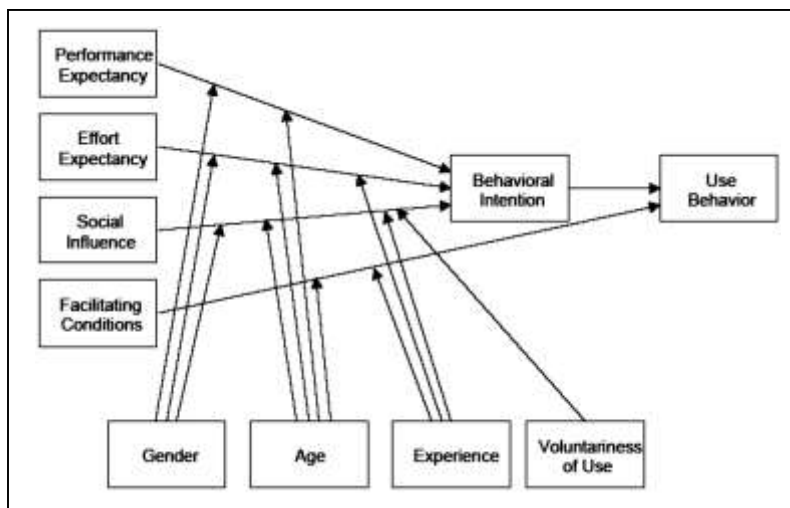 Performance
Expectancy
Effort
Expectancy
Social
Influence
Facilitating
Conditions
Behavioral
Intention
Use
Behavior
Gender
Age
Experience
Voluntariness
of Use